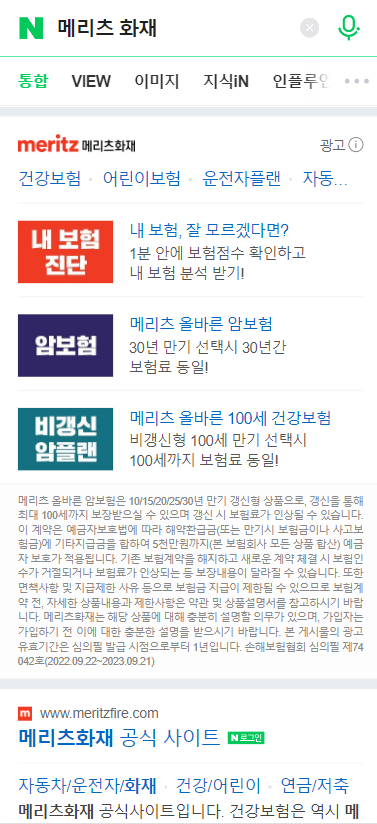 N 메리츠 화재
통합 VIEW 이미지 지식iN 인플루언
meritz 메리츠화재 광고
건강보험 · 어린이보험 · 운전자플랜 · 자동...
내 보험 진단
내 보험, 잘 모르겠다면?
1분 안에 보험점수 확인하고
내 보험 분석 받기!
암보험
메리츠 올바른 암보험
30년 만기 선택시 30년간
보험료 동일!
비갱신 암플랜
메리츠 올바른 100세 건강보험
비갱신형 100세 만기 선택시
100세까지 보험료 동일!
메리츠 올바른 암보험은 10/15/20/25/30년 만기 갱신형 상품으로, 갱신을 통해
최대 100세까지 보장받으실 수 있으며 갱신 시 보험료가 인상될 수 있습니다.
이 계약은 예금자보호법에 따라 해약환급금(또는 만기시 보험금이나 사고보
험금)에 기타지급금을 합하여 5천만원까지(본 보험회사 모든 상품 합산) 예금
자 보호가 적용됩니다. 기존 보험계약을 해지하고 새로운 계약 체결 시 보험인
수가 거절되거나 보험료가 인상되는 등 보장내용이 달라질 수 있습니다. 또한
면책사항 및 지급제한 사유 등으로 보험금 지급이 제한될 수 있으므로 보험계
약 전, 자세한 상품내용과 제한사항은 약관 및 상품설명서를 참고하시기 바랍
니다. 메리츠화재는 해당 상품에 대해 충분히 설명할 의무가 있으며, 가입자는
가입하기 전 이에 대한 충분한 설명을 받으시기 바랍니다. 본 게시물의 광고
유효기간은 심의필 발급 시점으로부터 1년입니다. 손해보험협회 심의필 제74
042호(2022.09.22~2023.09.21)
m www.meritzfire.com
메리츠화재 공식 사이트 N 로그인
자동차/운전자/화재 · 건강/어린이 · 연금/저축
메리츠화재 공식사이트입니다. 건강보험은 역시 메